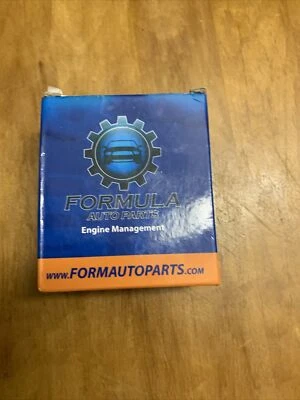 FORMULA
AUTO PARTS
Engine Management
www.FORMAUTOPARTS.com